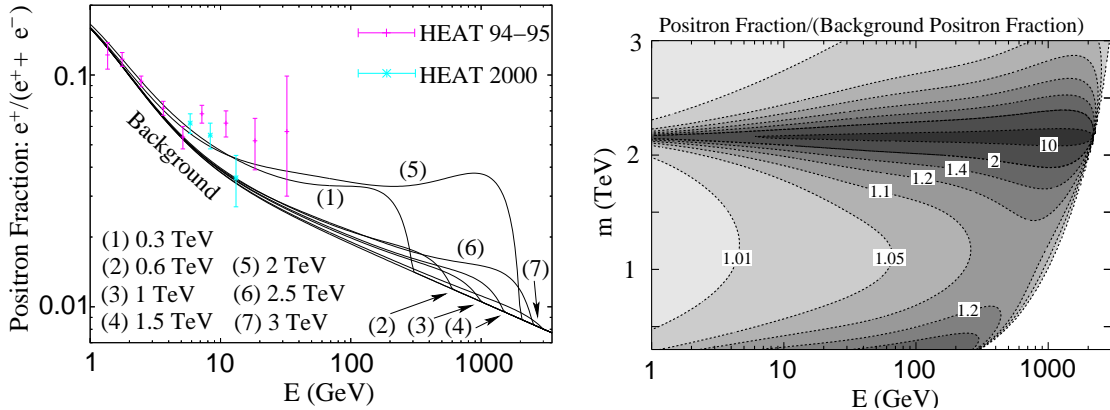 Positron Fraction: e⁺/(e⁺+ e⁻)
0.1
0.01
HEAT 94−95
HEAT 2000
Background
(1)
(5)
(6)
(7)
(2)
(3)
(4)
(1) 0.3 TeV
(2) 0.6 TeV
(3) 1 TeV
(4) 1.5 TeV
(5) 2 TeV
(6) 2.5 TeV
(7) 3 TeV
1 10 100 1000
E (GeV)
Positron Fraction/(Background Positron Fraction)
m (TeV)
3
2
1
10
2
1.4
1.2
1.1
1.05
1.01
1.2
1 10 100 1000
E (GeV)